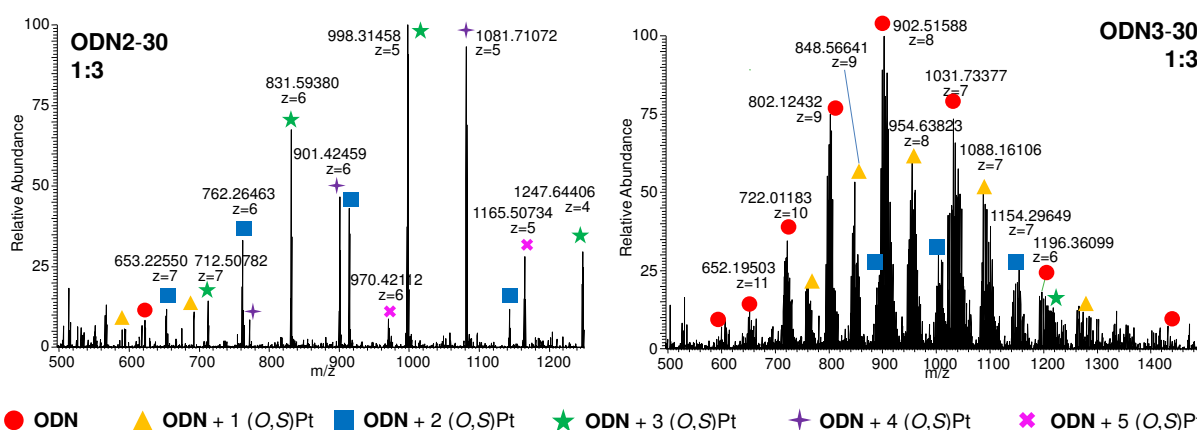 ODN2-30
1:3
Relative Abundance
100
75
50
25
0
500 600 700 800 900 1000 1100 1200
m/z
653.22550
z=7
712.50782
z=7
762.26463
z=6
831.59380
z=6
901.42459
z=6
970.42112
z=6
998.31458
z=5
1081.71072
z=5
1165.50734
z=5
1247.64406
z=4
ODN3-30
1:3
Relative Abundance
100
75
50
25
0
500 600 700 800 900 1000 1100 1200 1300 1400
m/z
652.19503
z=11
722.01183
z=10
802.12432
z=9
848.56641
z=9
902.51588
z=8
954.63823
z=8
1031.73377
z=7
1088.16106
z=7
1154.29649
z=7
1196.36099
z=6
ODN ODN + 1 (O,S)Pt ODN + 2 (O,S)Pt ODN + 3 (O,S)Pt ODN + 4 (O,S)Pt ODN + 5 (O,S)Pt